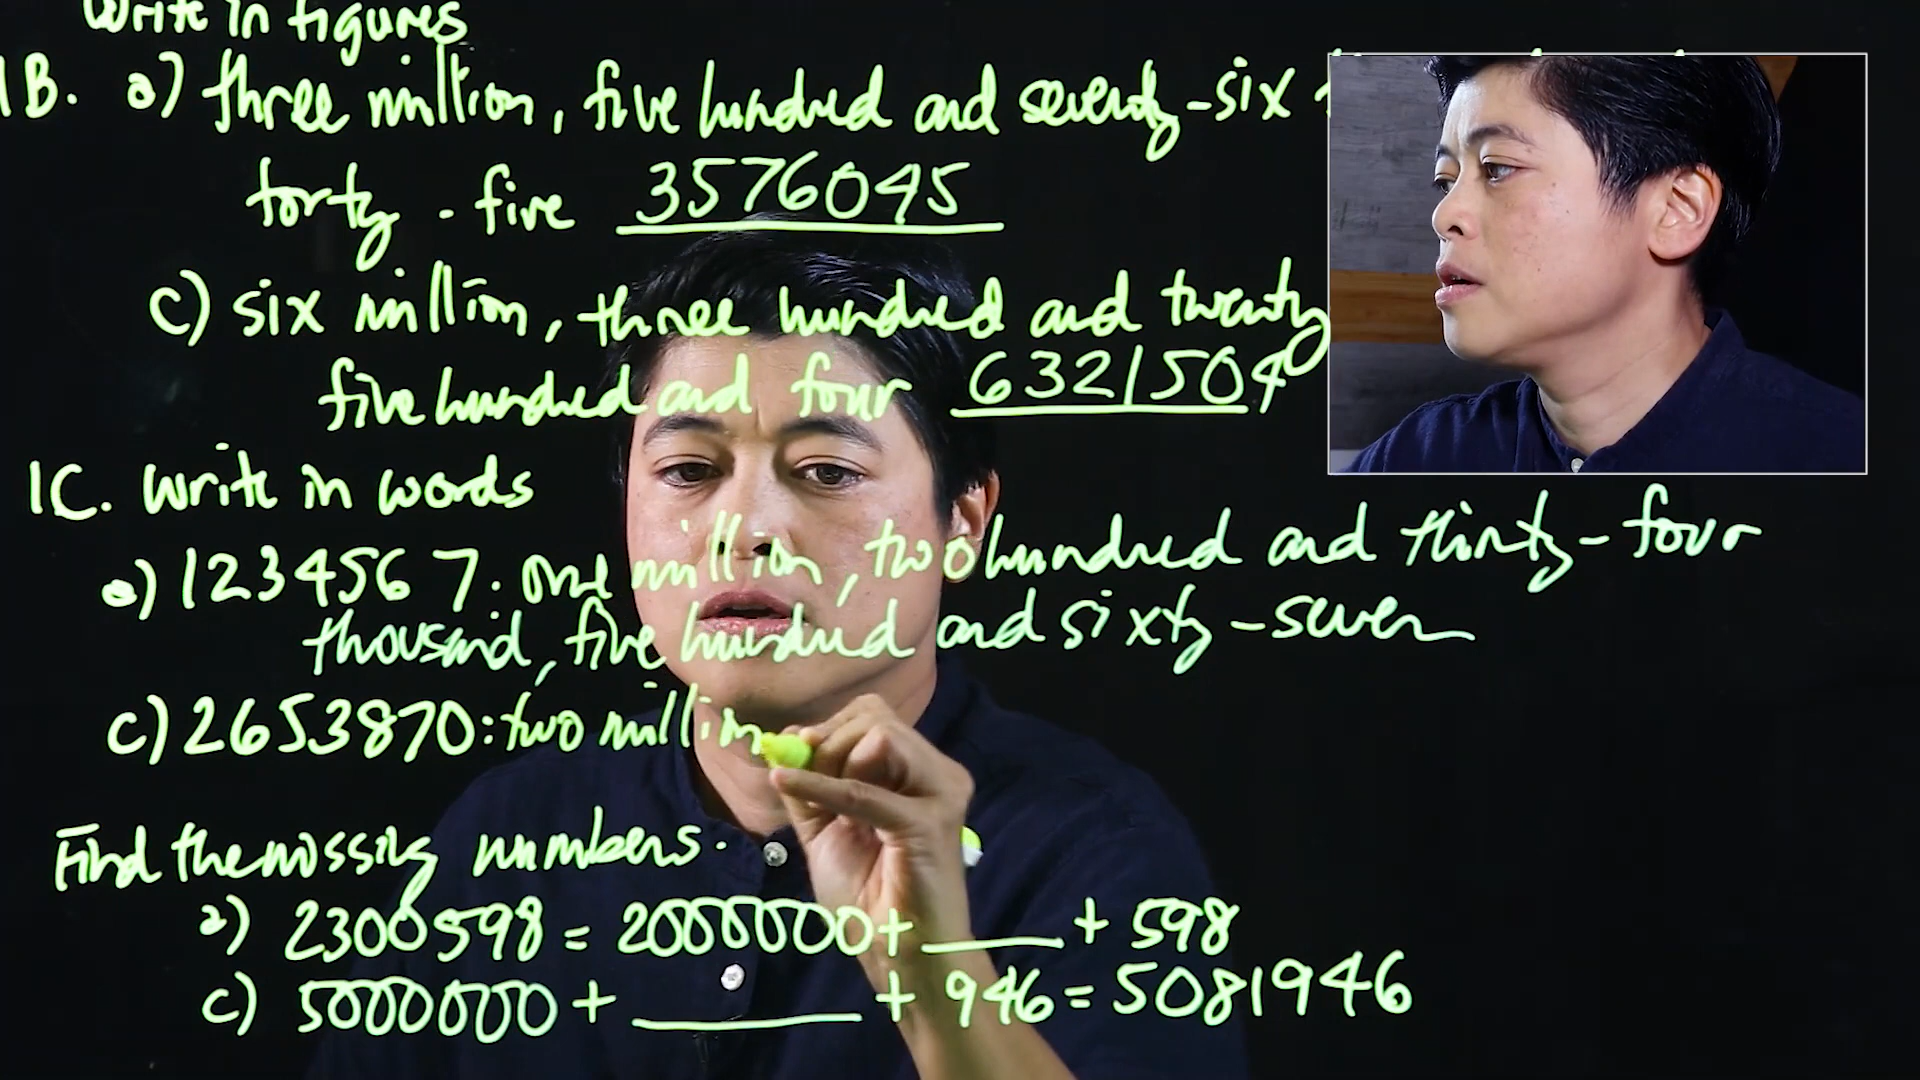 Write in figures
1B. a) three million, five hundred and seventy-six
forty-five 3576045
c) six million, three hundred and twenty
five hundred and four 6321504
1C. Write in words
a) 1234567: one million, two hundred and thirty-four
thousand, five hundred and sixty-seven
c) 2653870: two million
Find the missing numbers.
a) 2300598 = 2000000 + ____ + 598
c) 5000000 + ____ + 946 = 5081946